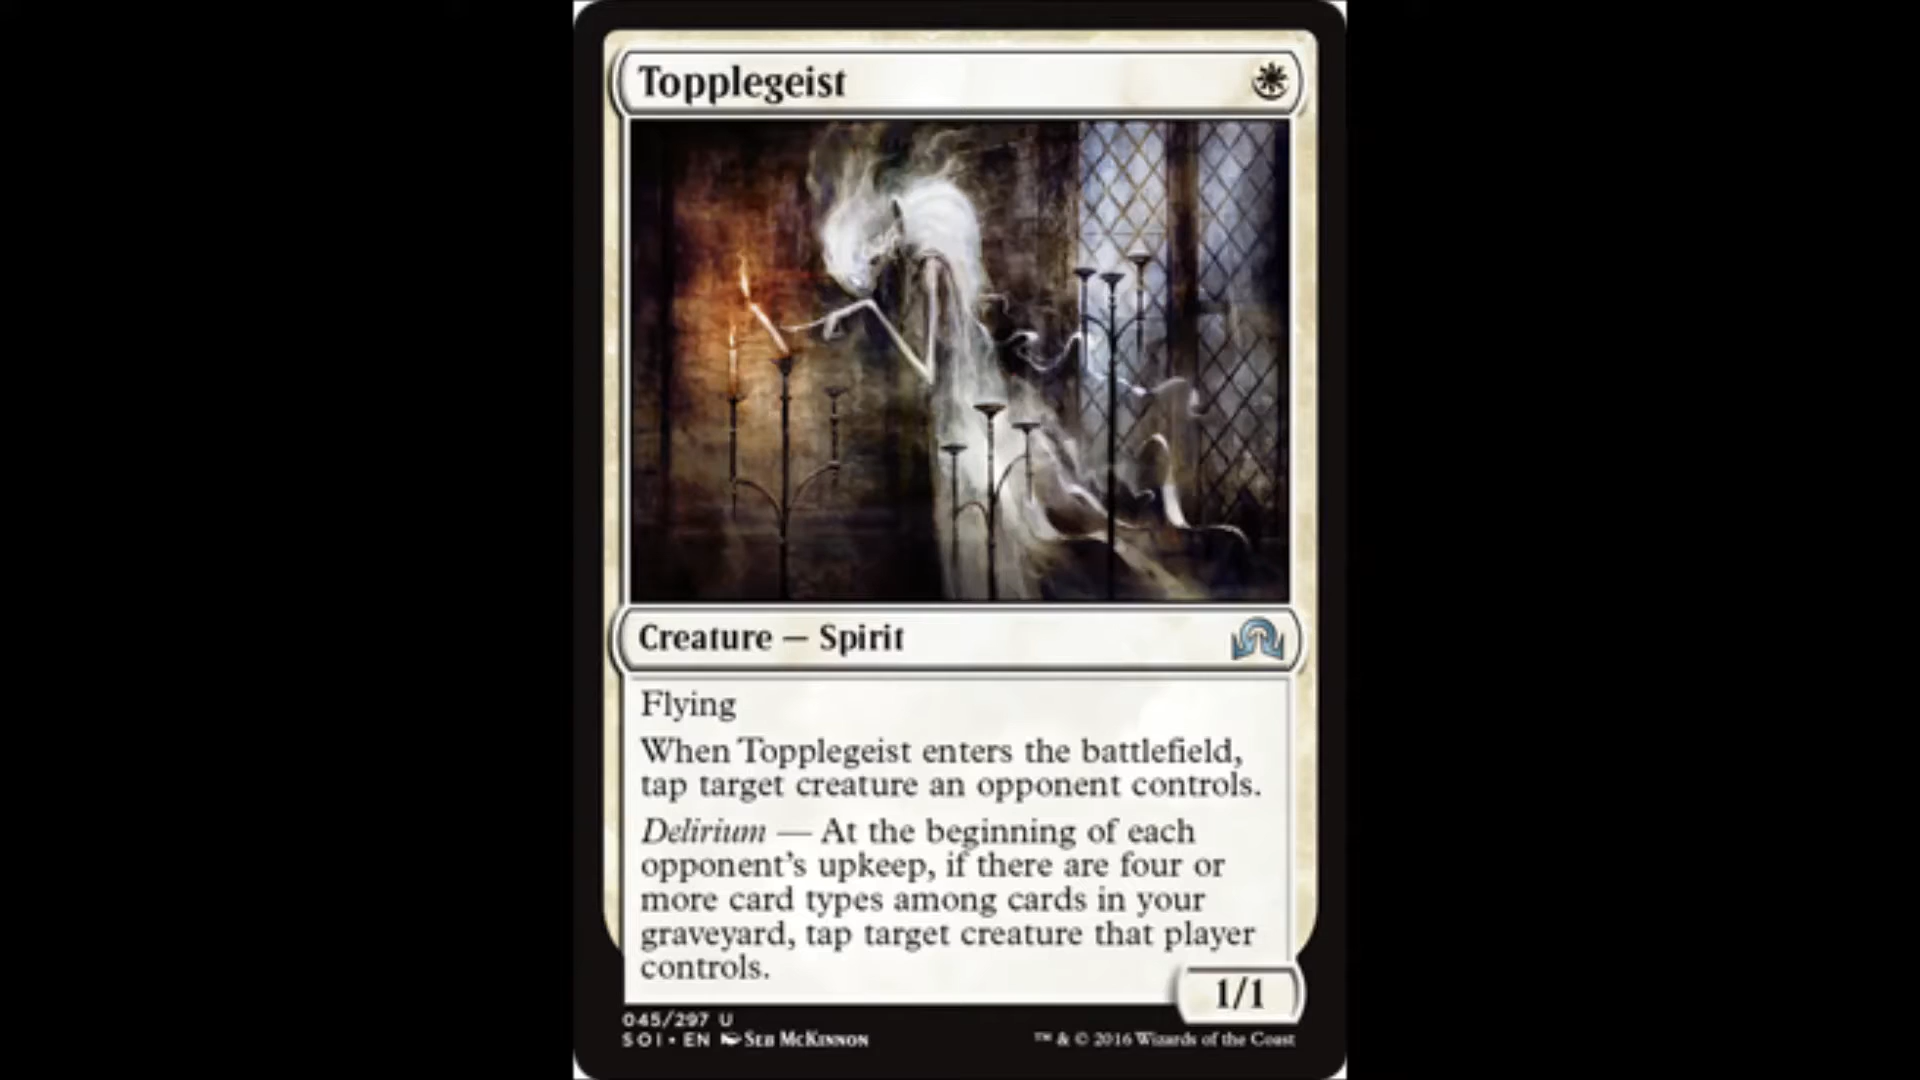 Topplegeist
Creature — Spirit
Flying
When Topplegeist enters the battlefield,
tap target creature an opponent controls.
Delirium — At the beginning of each
opponent's upkeep, if there are four or
more card types among cards in your
graveyard, tap target creature that player
controls.
1/1
045/297 U
SOI • EN Seb McKinnon
™ & © 2016 Wizards of the Coast